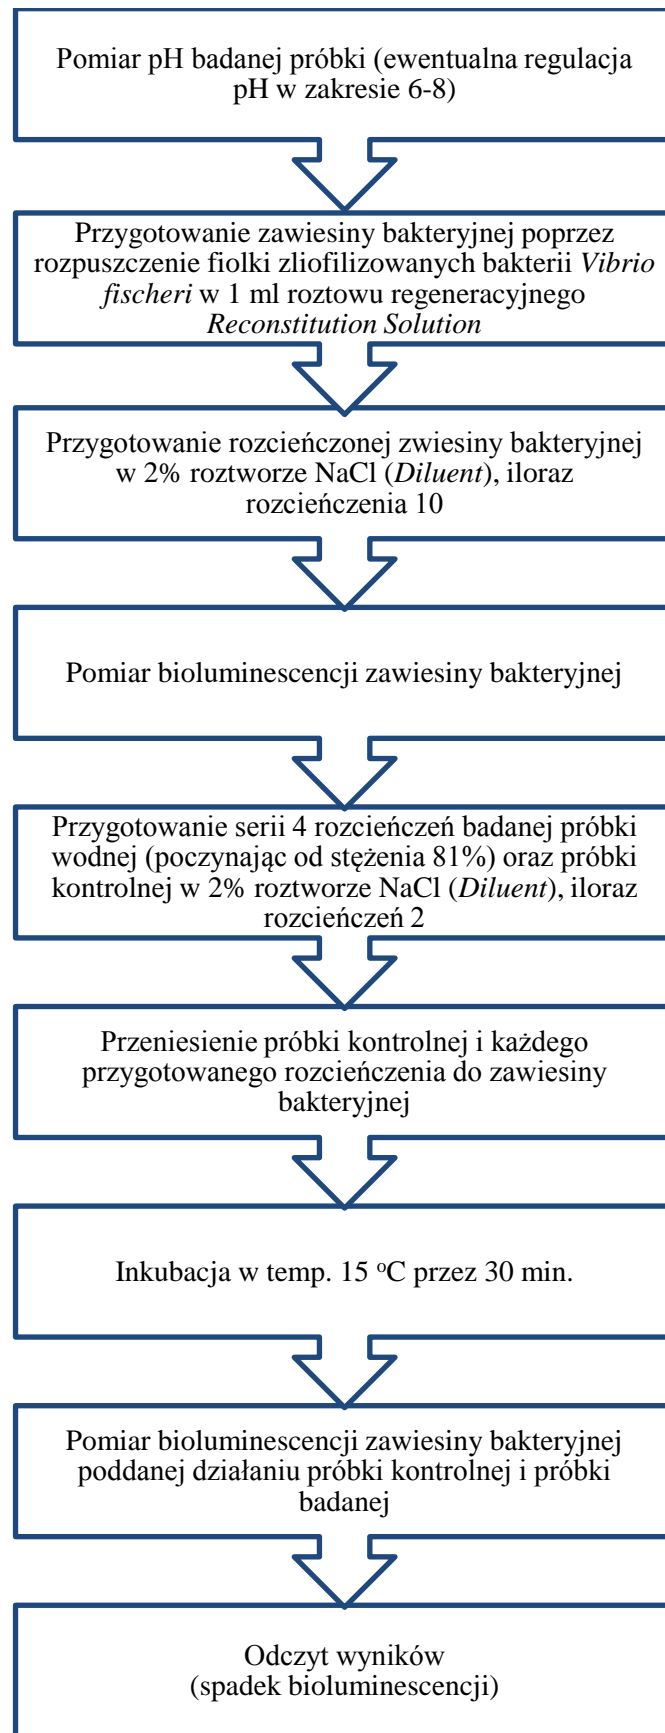 Pomiar pH badanej próbki (ewentualna regulacja
pH w zakresie 6-8)
Przygotowanie zawiesiny bakteryjnej poprzez
rozpuszczenie fiolki zliofilizowanych bakterii Vibrio
fischeri w 1 ml roztowu regeneracyjnego
Reconstitution Solution
Przygotowanie rozcieńczonej zwiesiny bakteryjnej
w 2% roztworze NaCl (Diluent), iloraz
rozcieńczenia 10
Pomiar bioluminescencji zawiesiny bakteryjnej
Przygotowanie serii 4 rozcieńczeń badanej próbki
wodnej (poczynając od stężenia 81%) oraz próbki
kontrolnej w 2% roztworze NaCl (Diluent), iloraz
rozcieńczeń 2
Przeniesienie próbki kontrolnej i każdego
przygotowanego rozcieńczenia do zawiesiny
bakteryjnej
Inkubacja w temp. 15 °C przez 30 min.
Pomiar bioluminescencji zawiesiny bakteryjnej
poddanej działaniu próbki kontrolnej i próbki
badanej
Odczyt wyników
(spadek bioluminescencji)